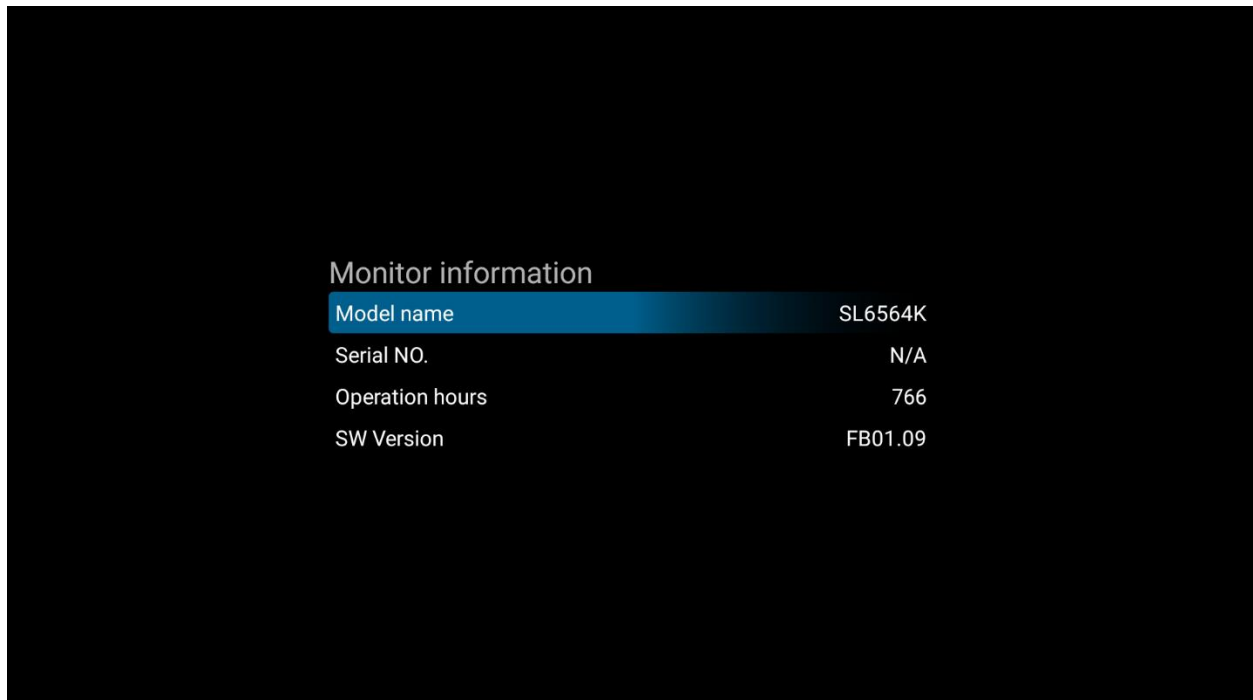 Monitor information
Model name SL6564K
Serial NO. N/A
Operation hours 766
SW Version FB01.09